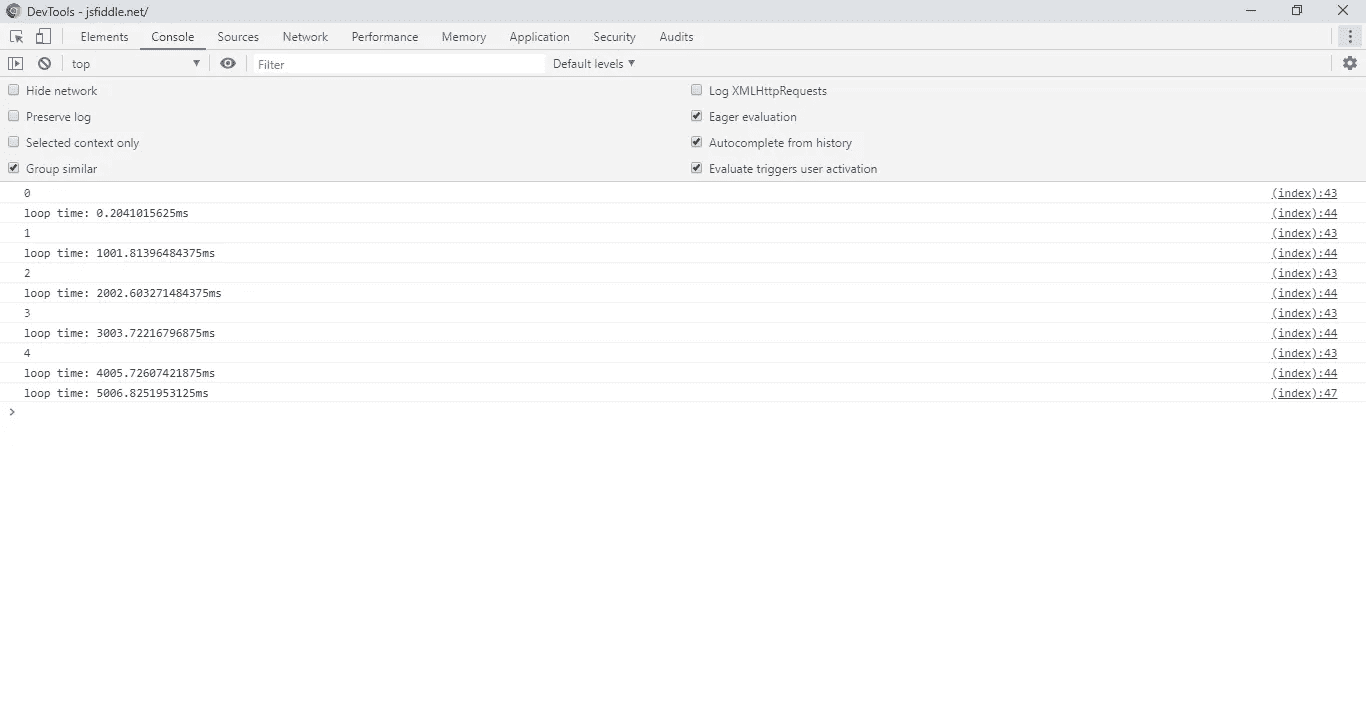 DevTools - jsfiddle.net/
Elements Console Sources Network Performance Memory Application Security Audits
top Filter Default levels
Hide network Log XMLHttpRequests
Preserve log Eager evaluation
Selected context only Autocomplete from history
Group similar Evaluate triggers user activation
0 (index):43
loop time: 0.2041015625ms (index):44
1 (index):43
loop time: 1001.81396484375ms (index):44
2 (index):43
loop time: 2002.603271484375ms (index):44
3 (index):43
loop time: 3003.72216796875ms (index):44
4 (index):43
loop time: 4005.72607421875ms (index):44
loop time: 5006.8251953125ms (index):47
>